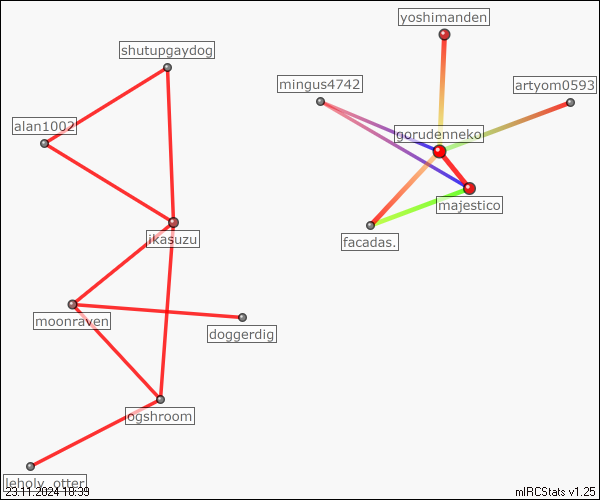 yoshimanden
shutupgaydog
mingus4742
artyom0593
alan1002
gorudenneko
majestico
ikasuzu
facadas.
moonraven
doggerdig
ogshroom
leholy_otter
23.11.2024 18:39
mIRCStats v1.25